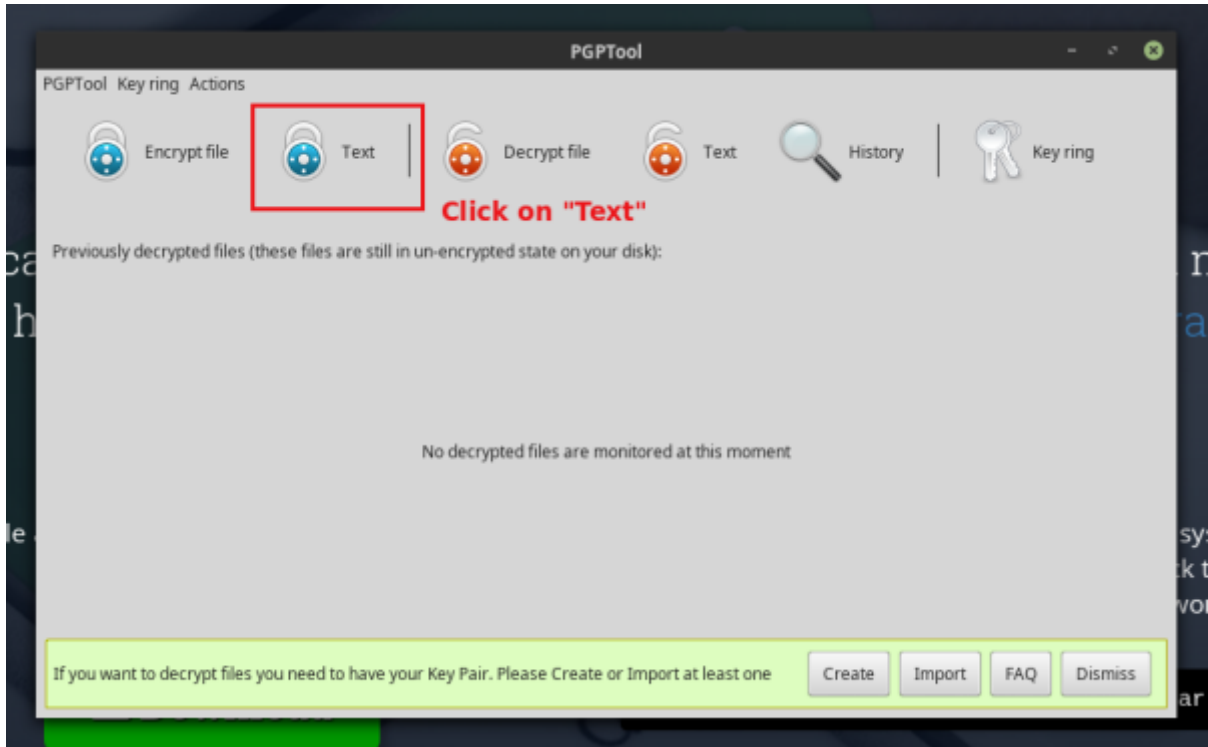 PGPTool
PGPTool Key ring Actions
Encrypt file Text Decrypt file Text History Key ring
Click on "Text"
Previously decrypted files (these files are still in un-encrypted state on your disk):
No decrypted files are monitored at this moment
If you want to decrypt files you need to have your Key Pair. Please Create or Import at least one Create Import FAQ Dismiss